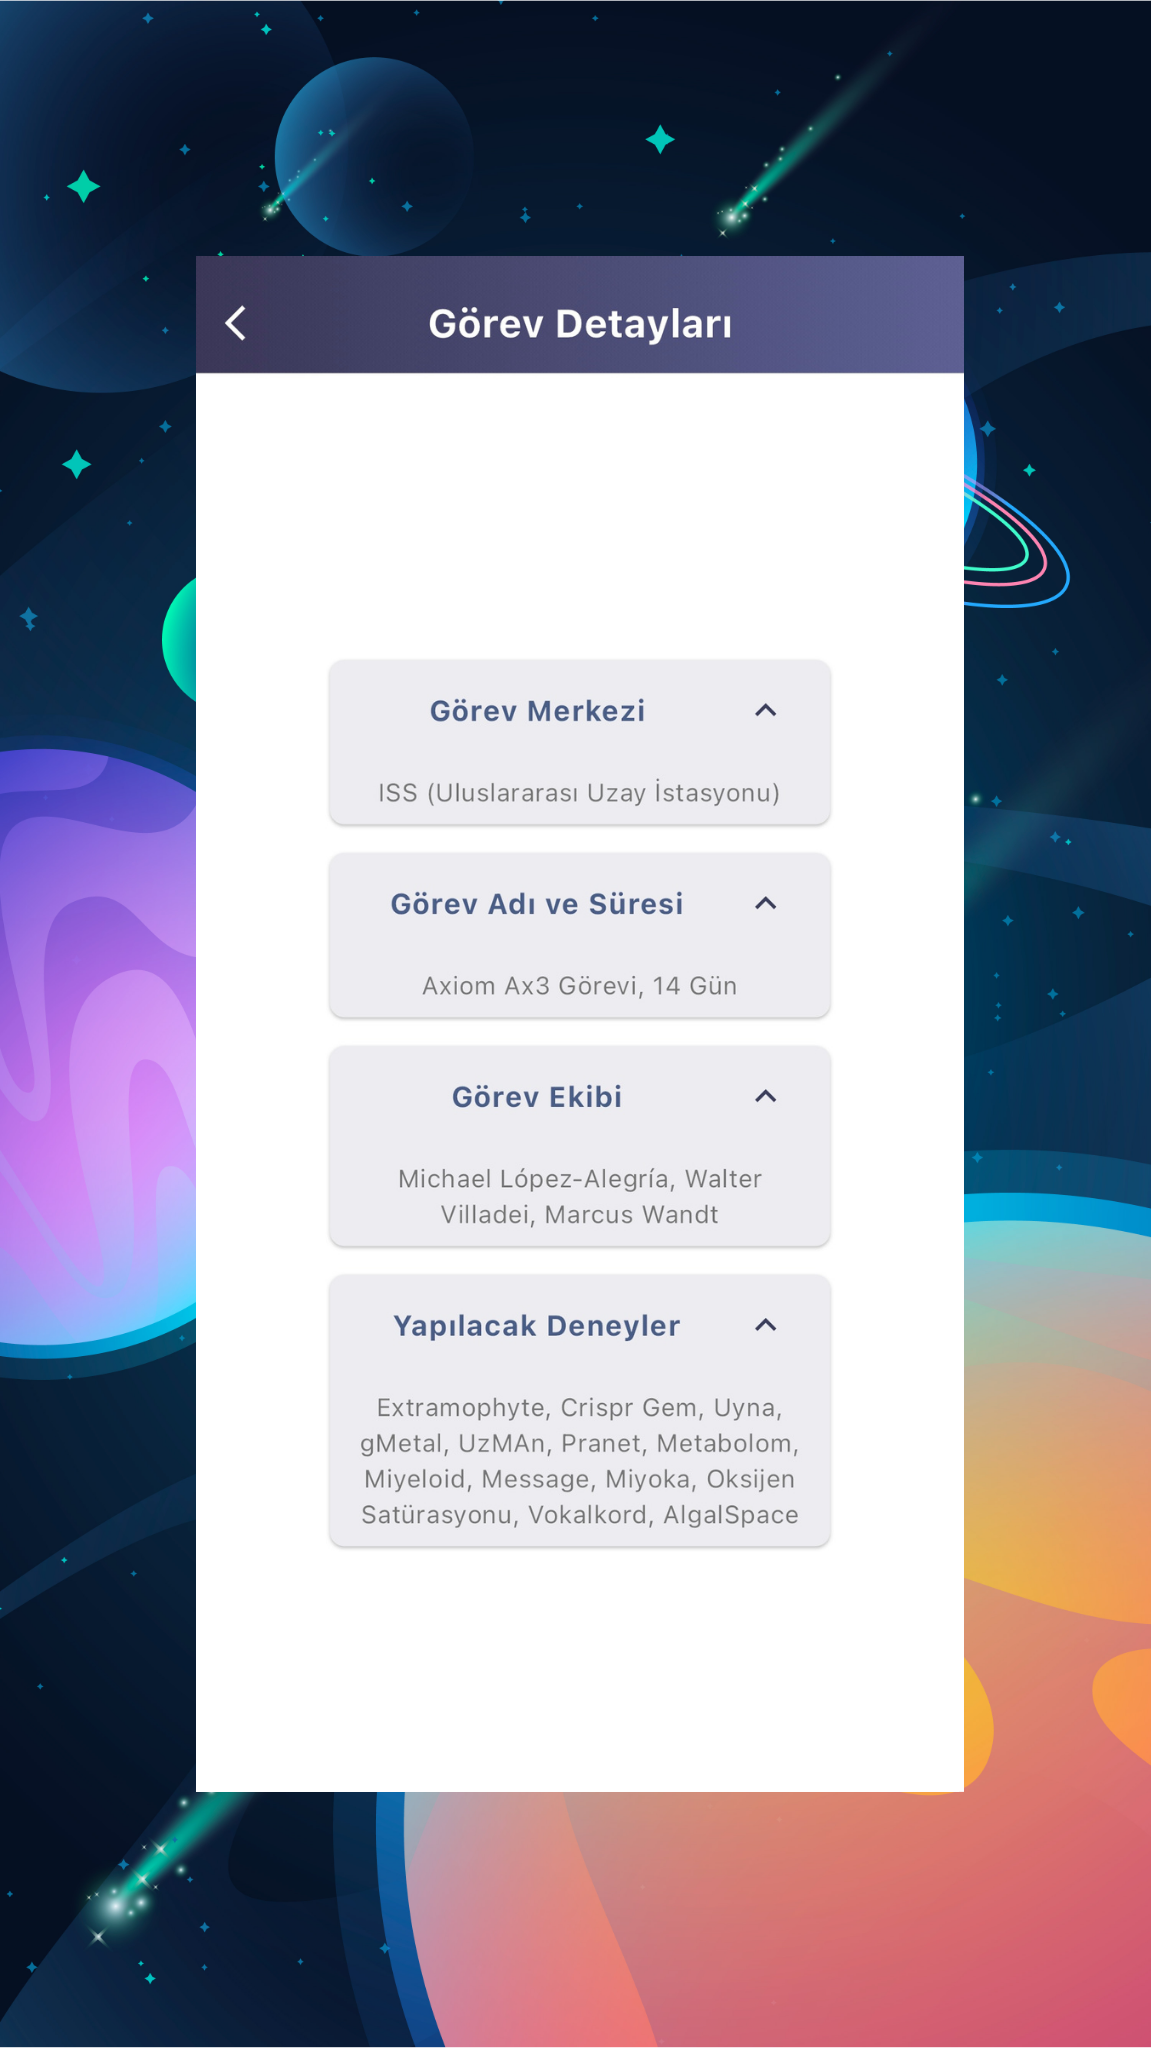 Görev Detayları
Görev Merkezi
ISS (Uluslararası Uzay İstasyonu)
Görev Adı ve Süresi
Axiom Ax3 Görevi, 14 Gün
Görev Ekibi
Michael López-Alegría, Walter
Villadei, Marcus Wandt
Yapılacak Deneyler
Extramophyte, Crispr Gem, Uyna,
gMetal, UzMAn, Pranet, Metabolom,
Miyeloid, Message, Miyoka, Oksijen
Satürasyonu, Vokalkord, AlgalSpace